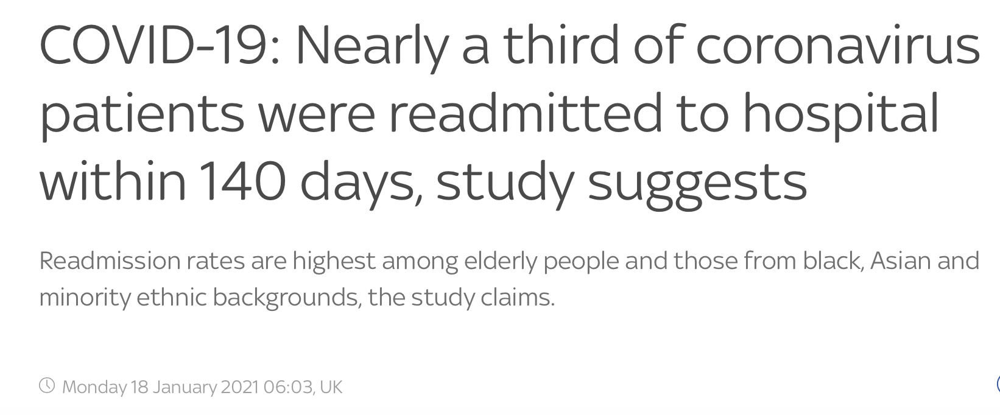 COVID-19: Nearly a third of coronavirus
patients were readmitted to hospital
within 140 days, study suggests
Readmission rates are highest among elderly people and those from black, Asian and
minority ethnic backgrounds, the study claims.
Monday 18 January 2021 06:03, UK